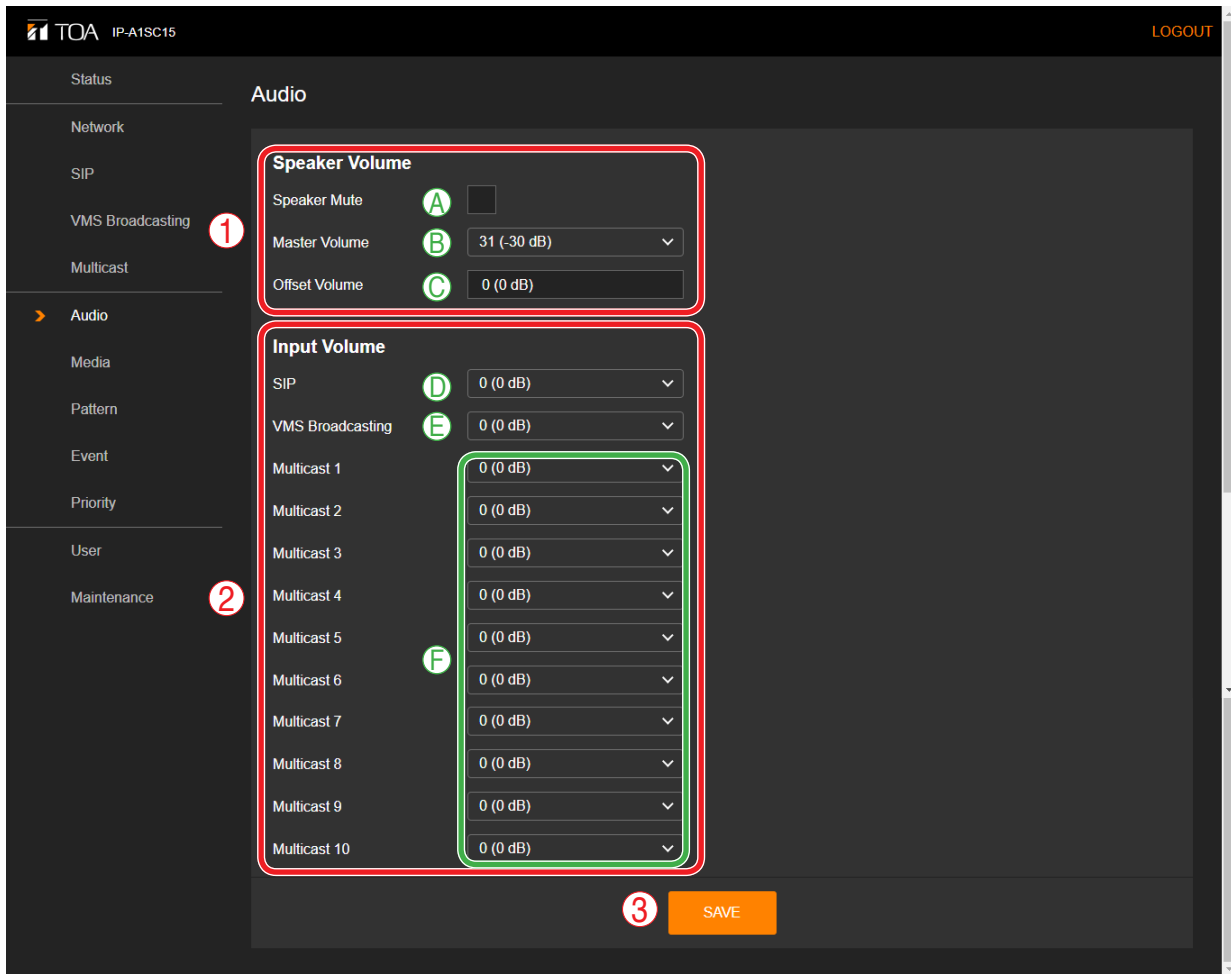 TOA IP-A1SC15
LOGOUT
Status
Network
SIP
VMS Broadcasting
Multicast
Audio
Media
Pattern
Event
Priority
User
Maintenance
Audio
1
Speaker Volume
Speaker Mute A
Master Volume B 31 (-30 dB)
Offset Volume C 0 (0 dB)
2
Input Volume
SIP D 0 (0 dB)
VMS Broadcasting E 0 (0 dB)
F
Multicast 1 0 (0 dB)
Multicast 2 0 (0 dB)
Multicast 3 0 (0 dB)
Multicast 4 0 (0 dB)
Multicast 5 0 (0 dB)
Multicast 6 0 (0 dB)
Multicast 7 0 (0 dB)
Multicast 8 0 (0 dB)
Multicast 9 0 (0 dB)
Multicast 10 0 (0 dB)
3 SAVE